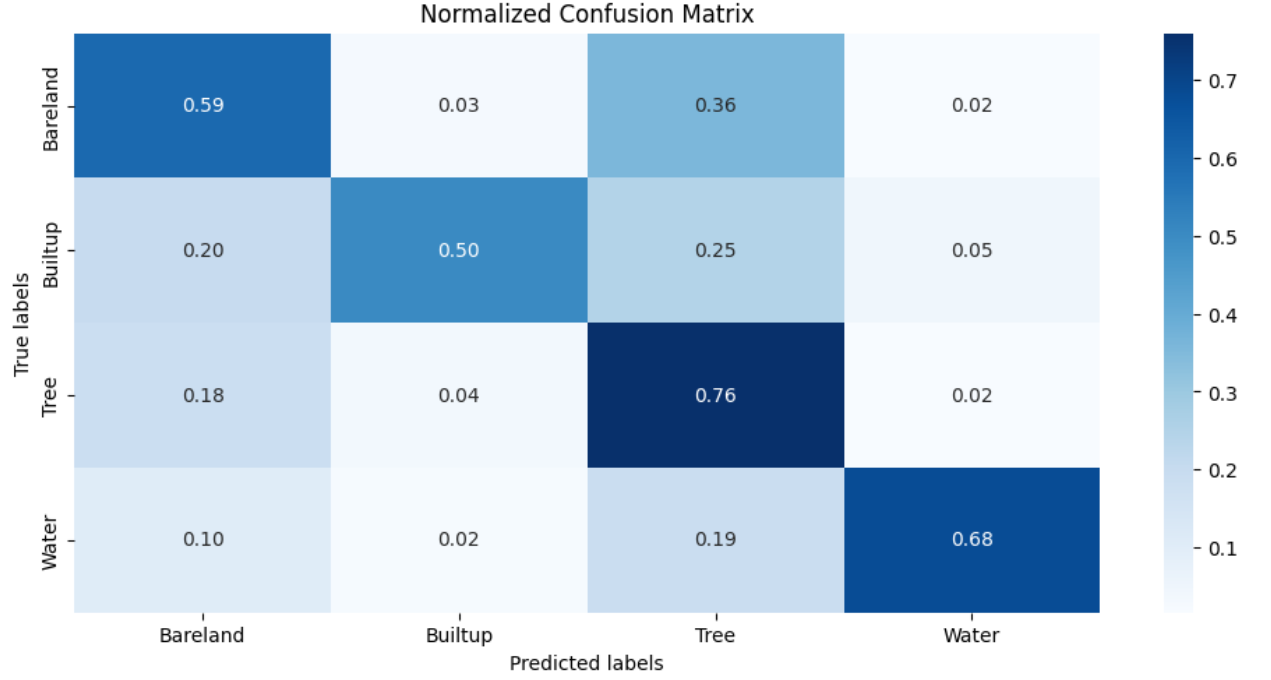 Normalized Confusion Matrix
True labels
Bareland
0.59 0.03 0.36 0.02
Builtup
0.20 0.50 0.25 0.05
Tree
0.18 0.04 0.76 0.02
Water
0.10 0.02 0.19 0.68
Bareland Builtup Tree Water
Predicted labels
0.7
0.6
0.5
0.4
0.3
0.2
0.1